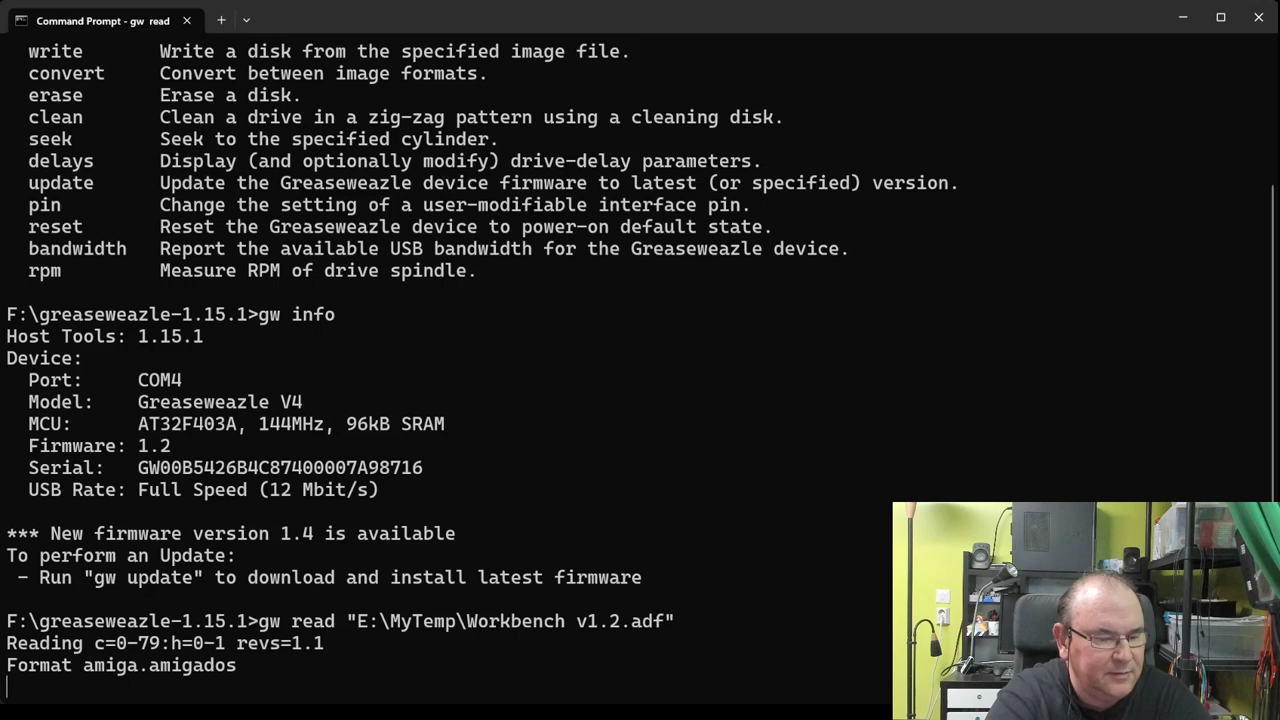 Command Prompt - gw read
write Write a disk from the specified image file.
convert Convert between image formats.
erase Erase a disk.
clean Clean a drive in a zig-zag pattern using a cleaning disk.
seek Seek to the specified cylinder.
delays Display (and optionally modify) drive-delay parameters.
update Update the Greaseweazle device firmware to latest (or specified) version.
pin Change the setting of a user-modifiable interface pin.
reset Reset the Greaseweazle device to power-on default state.
bandwidth Report the available USB bandwidth for the Greaseweazle device.
rpm Measure RPM of drive spindle.
F:\greaseweazle-1.15.1>gw info
Host Tools: 1.15.1
Device:
Port: COM4
Model: Greaseweazle V4
MCU: AT32F403A, 144MHz, 96kB SRAM
Firmware: 1.2
Serial: GW00B5426B4C87400007A98716
USB Rate: Full Speed (12 Mbit/s)
*** New firmware version 1.4 is available
To perform an Update:
- Run "gw update" to download and install latest firmware
F:\greaseweazle-1.15.1>gw read "E:\MyTemp\Workbench v1.2.adf"
Reading c=0-79:h=0-1 revs=1.1
Format amiga.amigados